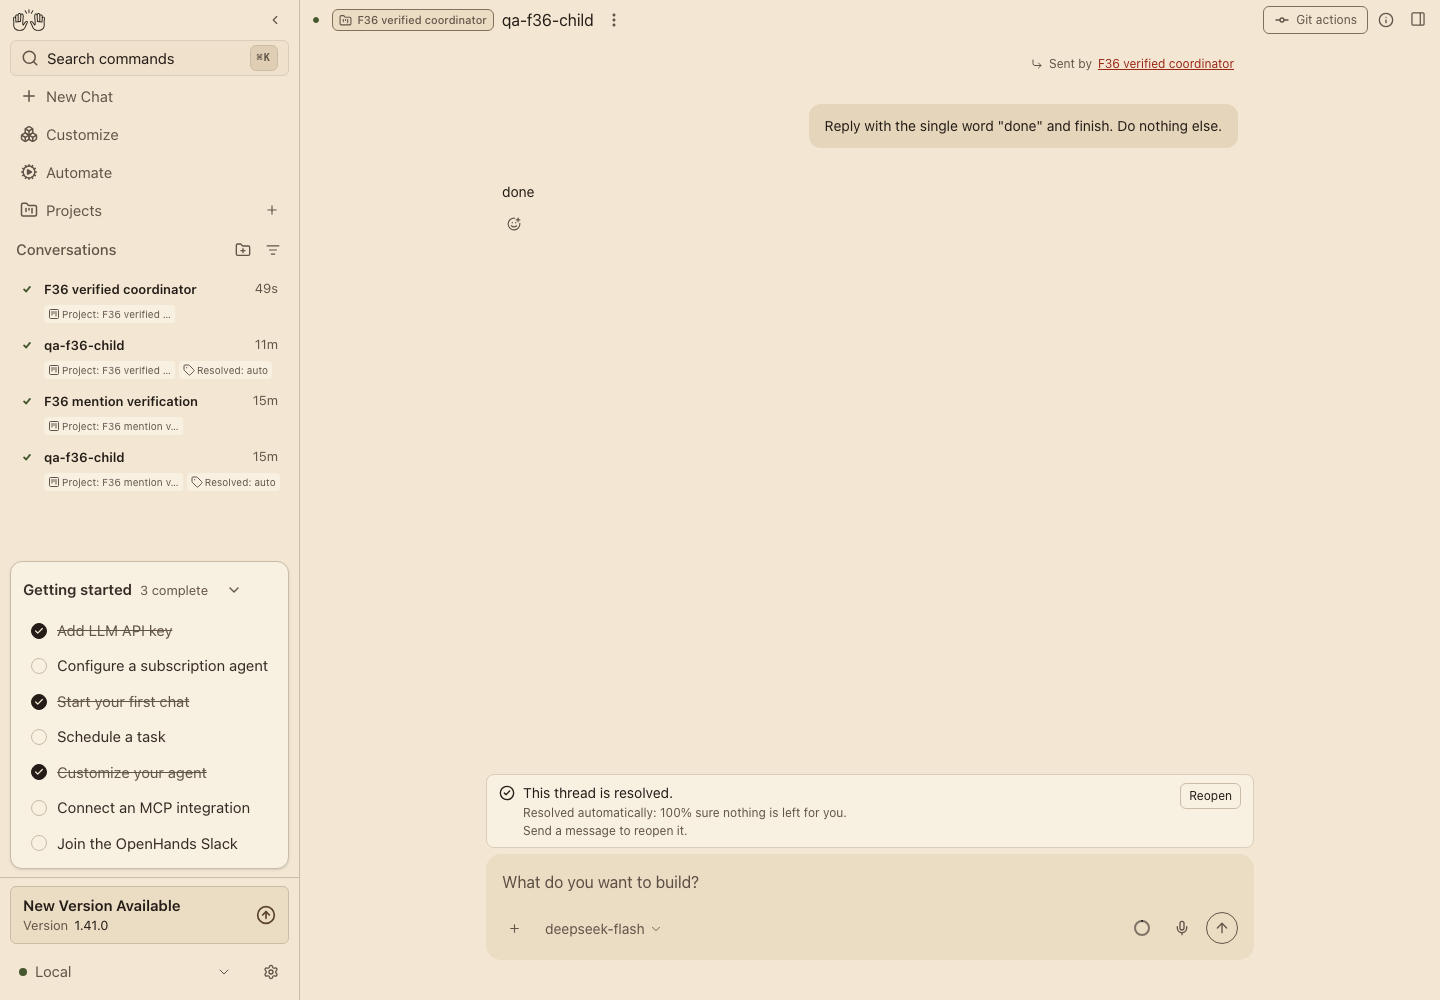 Search commands
⌘K
New Chat
Customize
Automate
Projects
Conversations
F36 verified coordinator 49s
Project: F36 verified ...
qa-f36-child 11m
Project: F36 verified ... Resolved: auto
F36 mention verification 15m
Project: F36 mention v...
qa-f36-child 15m
Project: F36 mention v... Resolved: auto
Getting started 3 complete
Add LLM API key
Configure a subscription agent
Start your first chat
Schedule a task
Customize your agent
Connect an MCP integration
Join the OpenHands Slack
New Version Available
Version 1.41.0
Local
F36 verified coordinator qa-f36-child
Git actions
Sent by F36 verified coordinator
Reply with the single word "done" and finish. Do nothing else.
done
This thread is resolved.
Resolved automatically: 100% sure nothing is left for you.
Send a message to reopen it.
Reopen
What do you want to build?
deepseek-flash